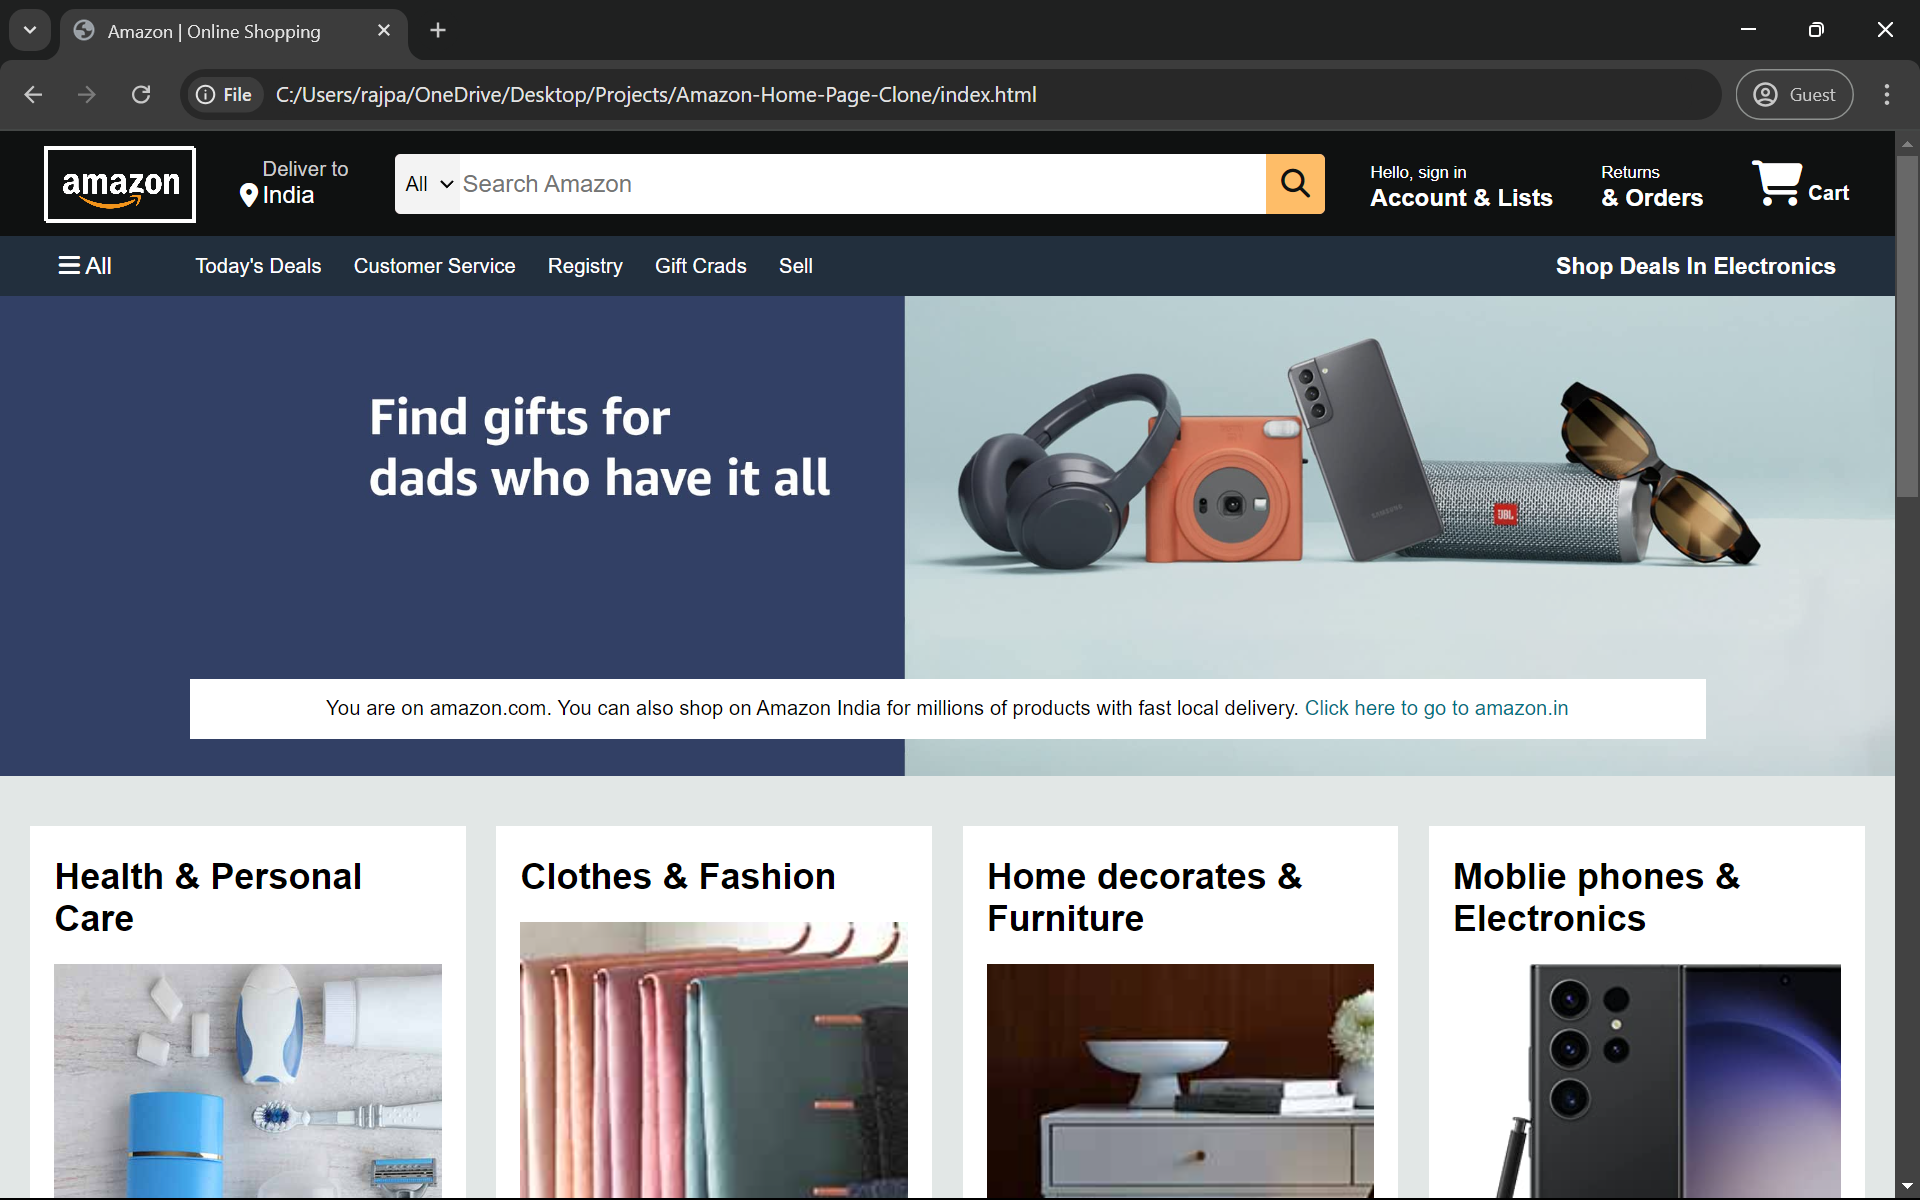 Amazon | Online Shopping
File C:/Users/rajpa/OneDrive/Desktop/Projects/Amazon-Home-Page-Clone/index.html
Guest
amazon
Deliver to
India
All
Search Amazon
Hello, sign in
Account & Lists
Returns
& Orders
Cart
All
Today's Deals
Customer Service
Registry
Gift Crads
Sell
Shop Deals In Electronics
Find gifts for
dads who have it all
SAMSUNG
JBL
You are on amazon.com. You can also shop on Amazon India for millions of products with fast local delivery. Click here to go to amazon.in
Health & Personal
Care
Clothes & Fashion
Home decorates &
Furniture
Moblie phones &
Electronics